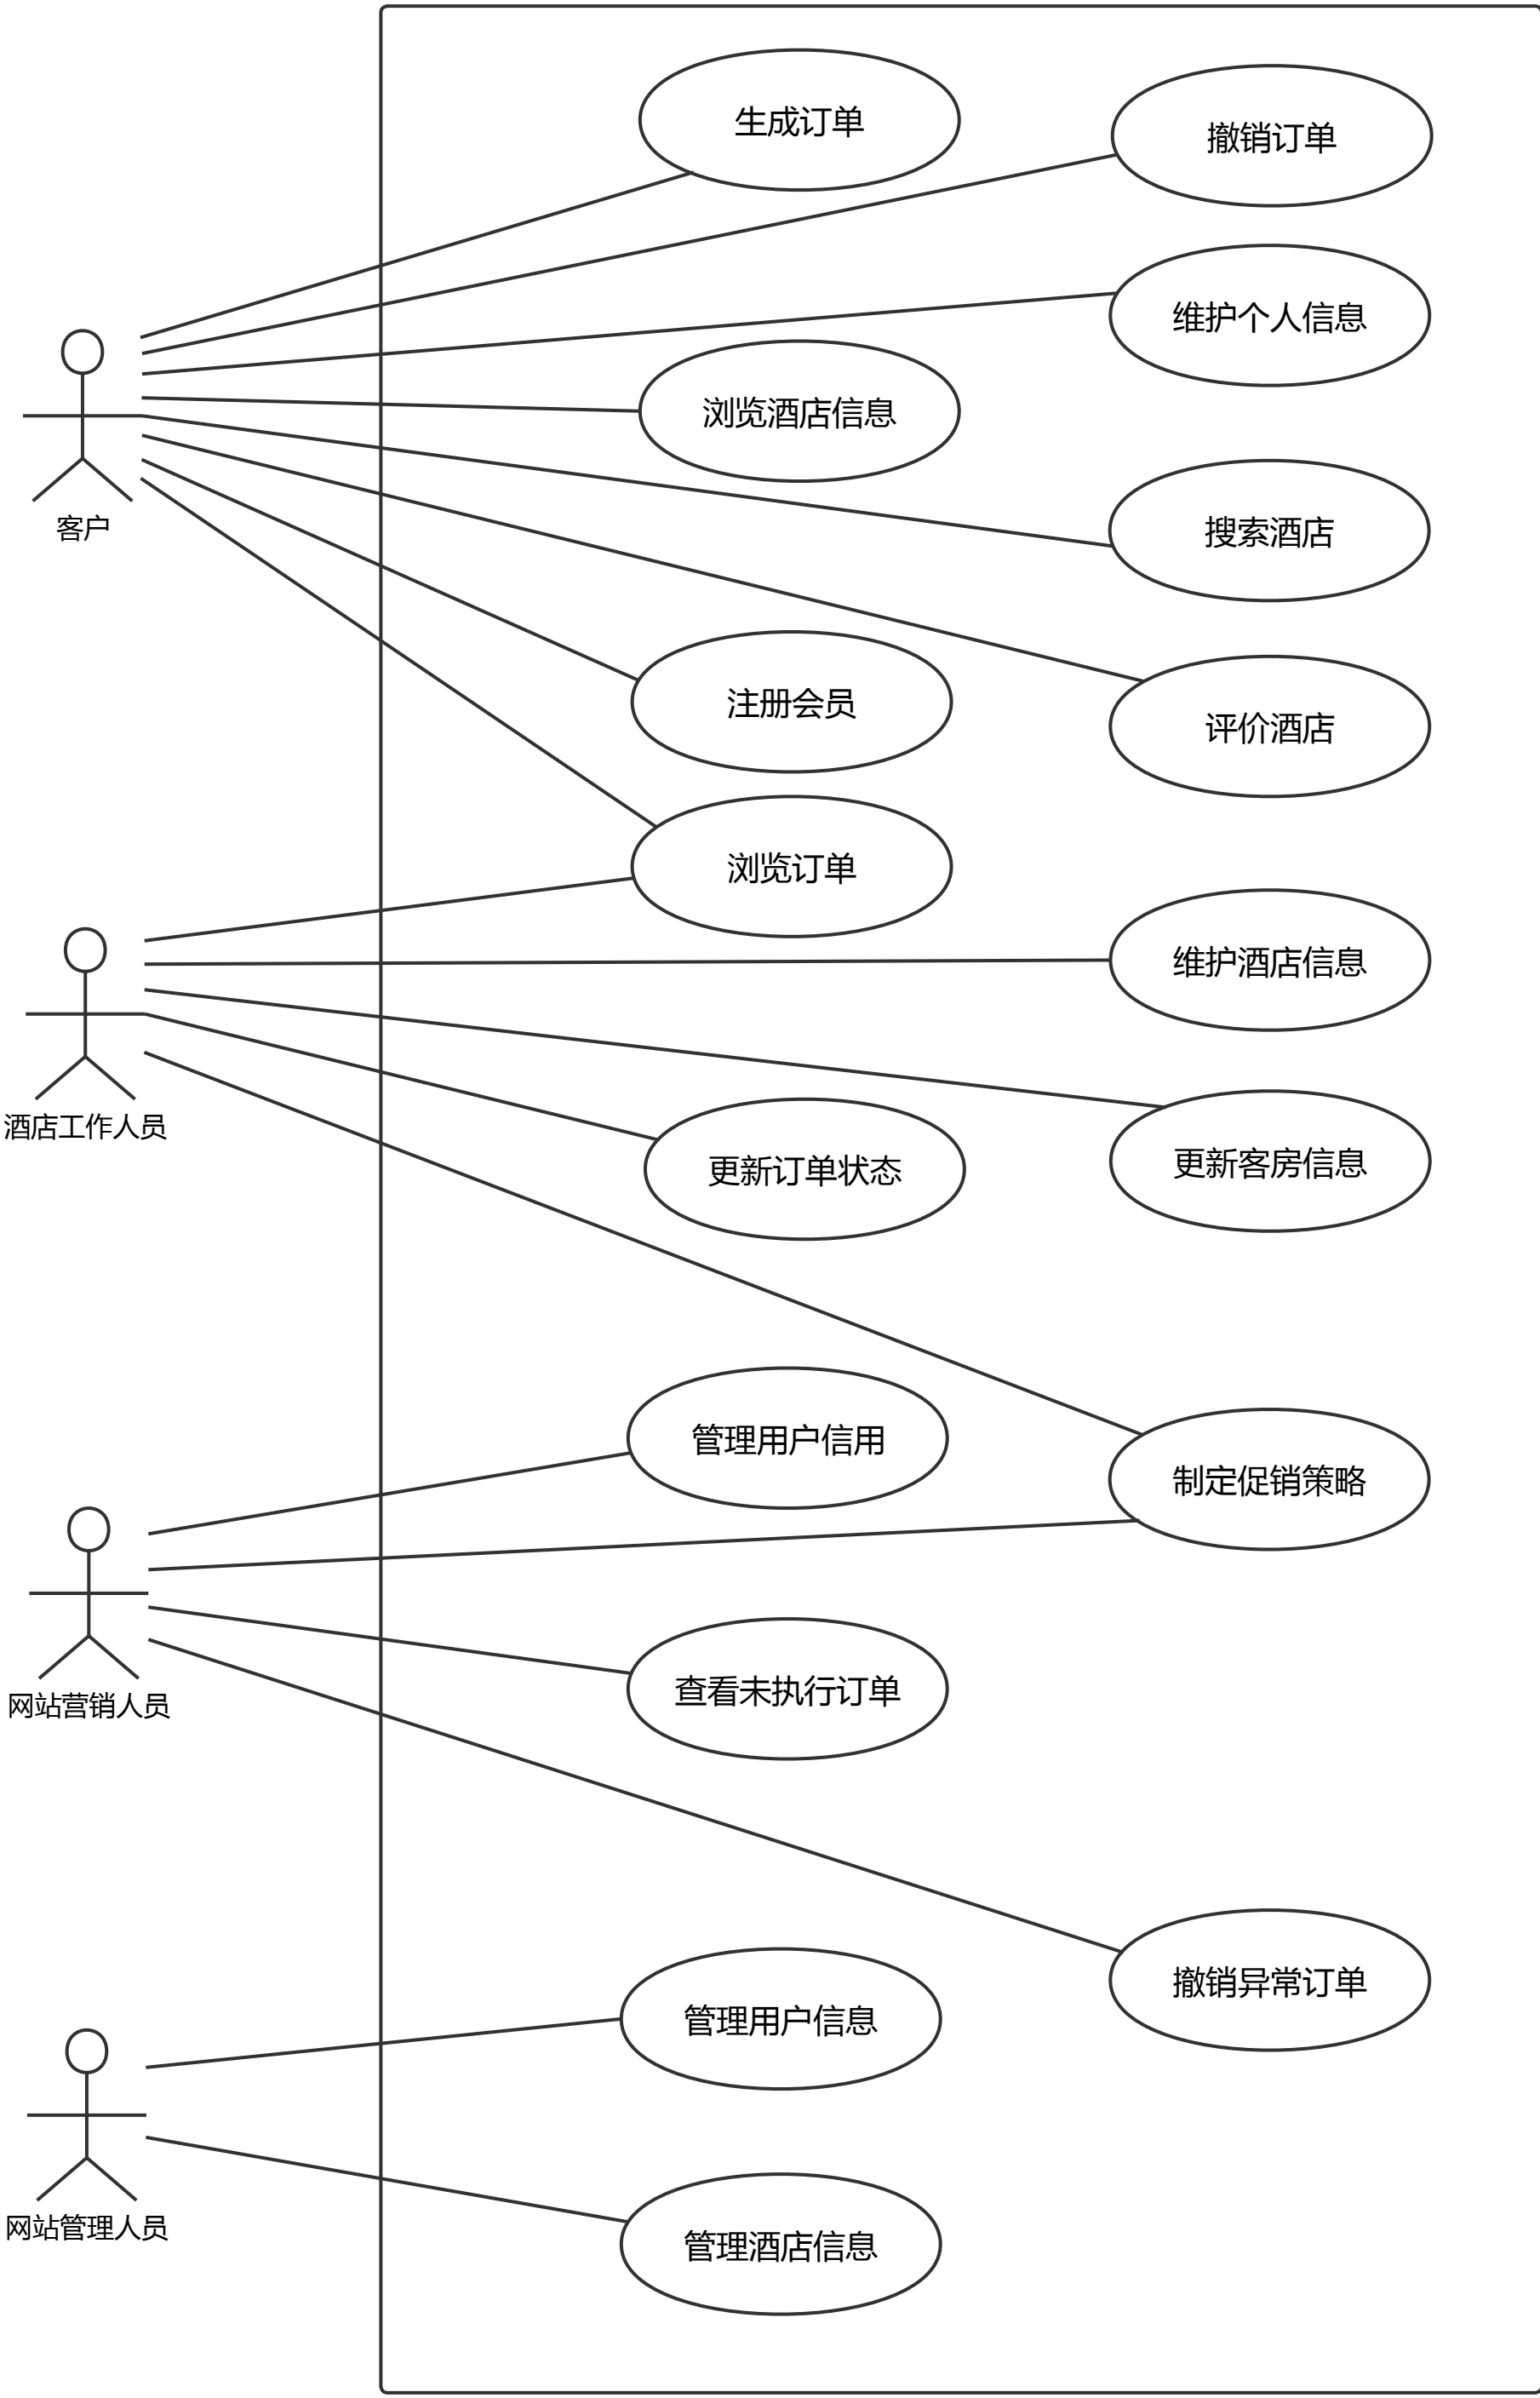 生成订单
撤销订单
维护个人信息
浏览酒店信息
客户
搜索酒店
注册会员
评价酒店
浏览订单
维护酒店信息
酒店工作人员
更新订单状态
更新客房信息
管理用户信用
制定促销策略
网站营销人员
查看未执行订单
撤销异常订单
管理用户信息
网站管理人员
管理酒店信息